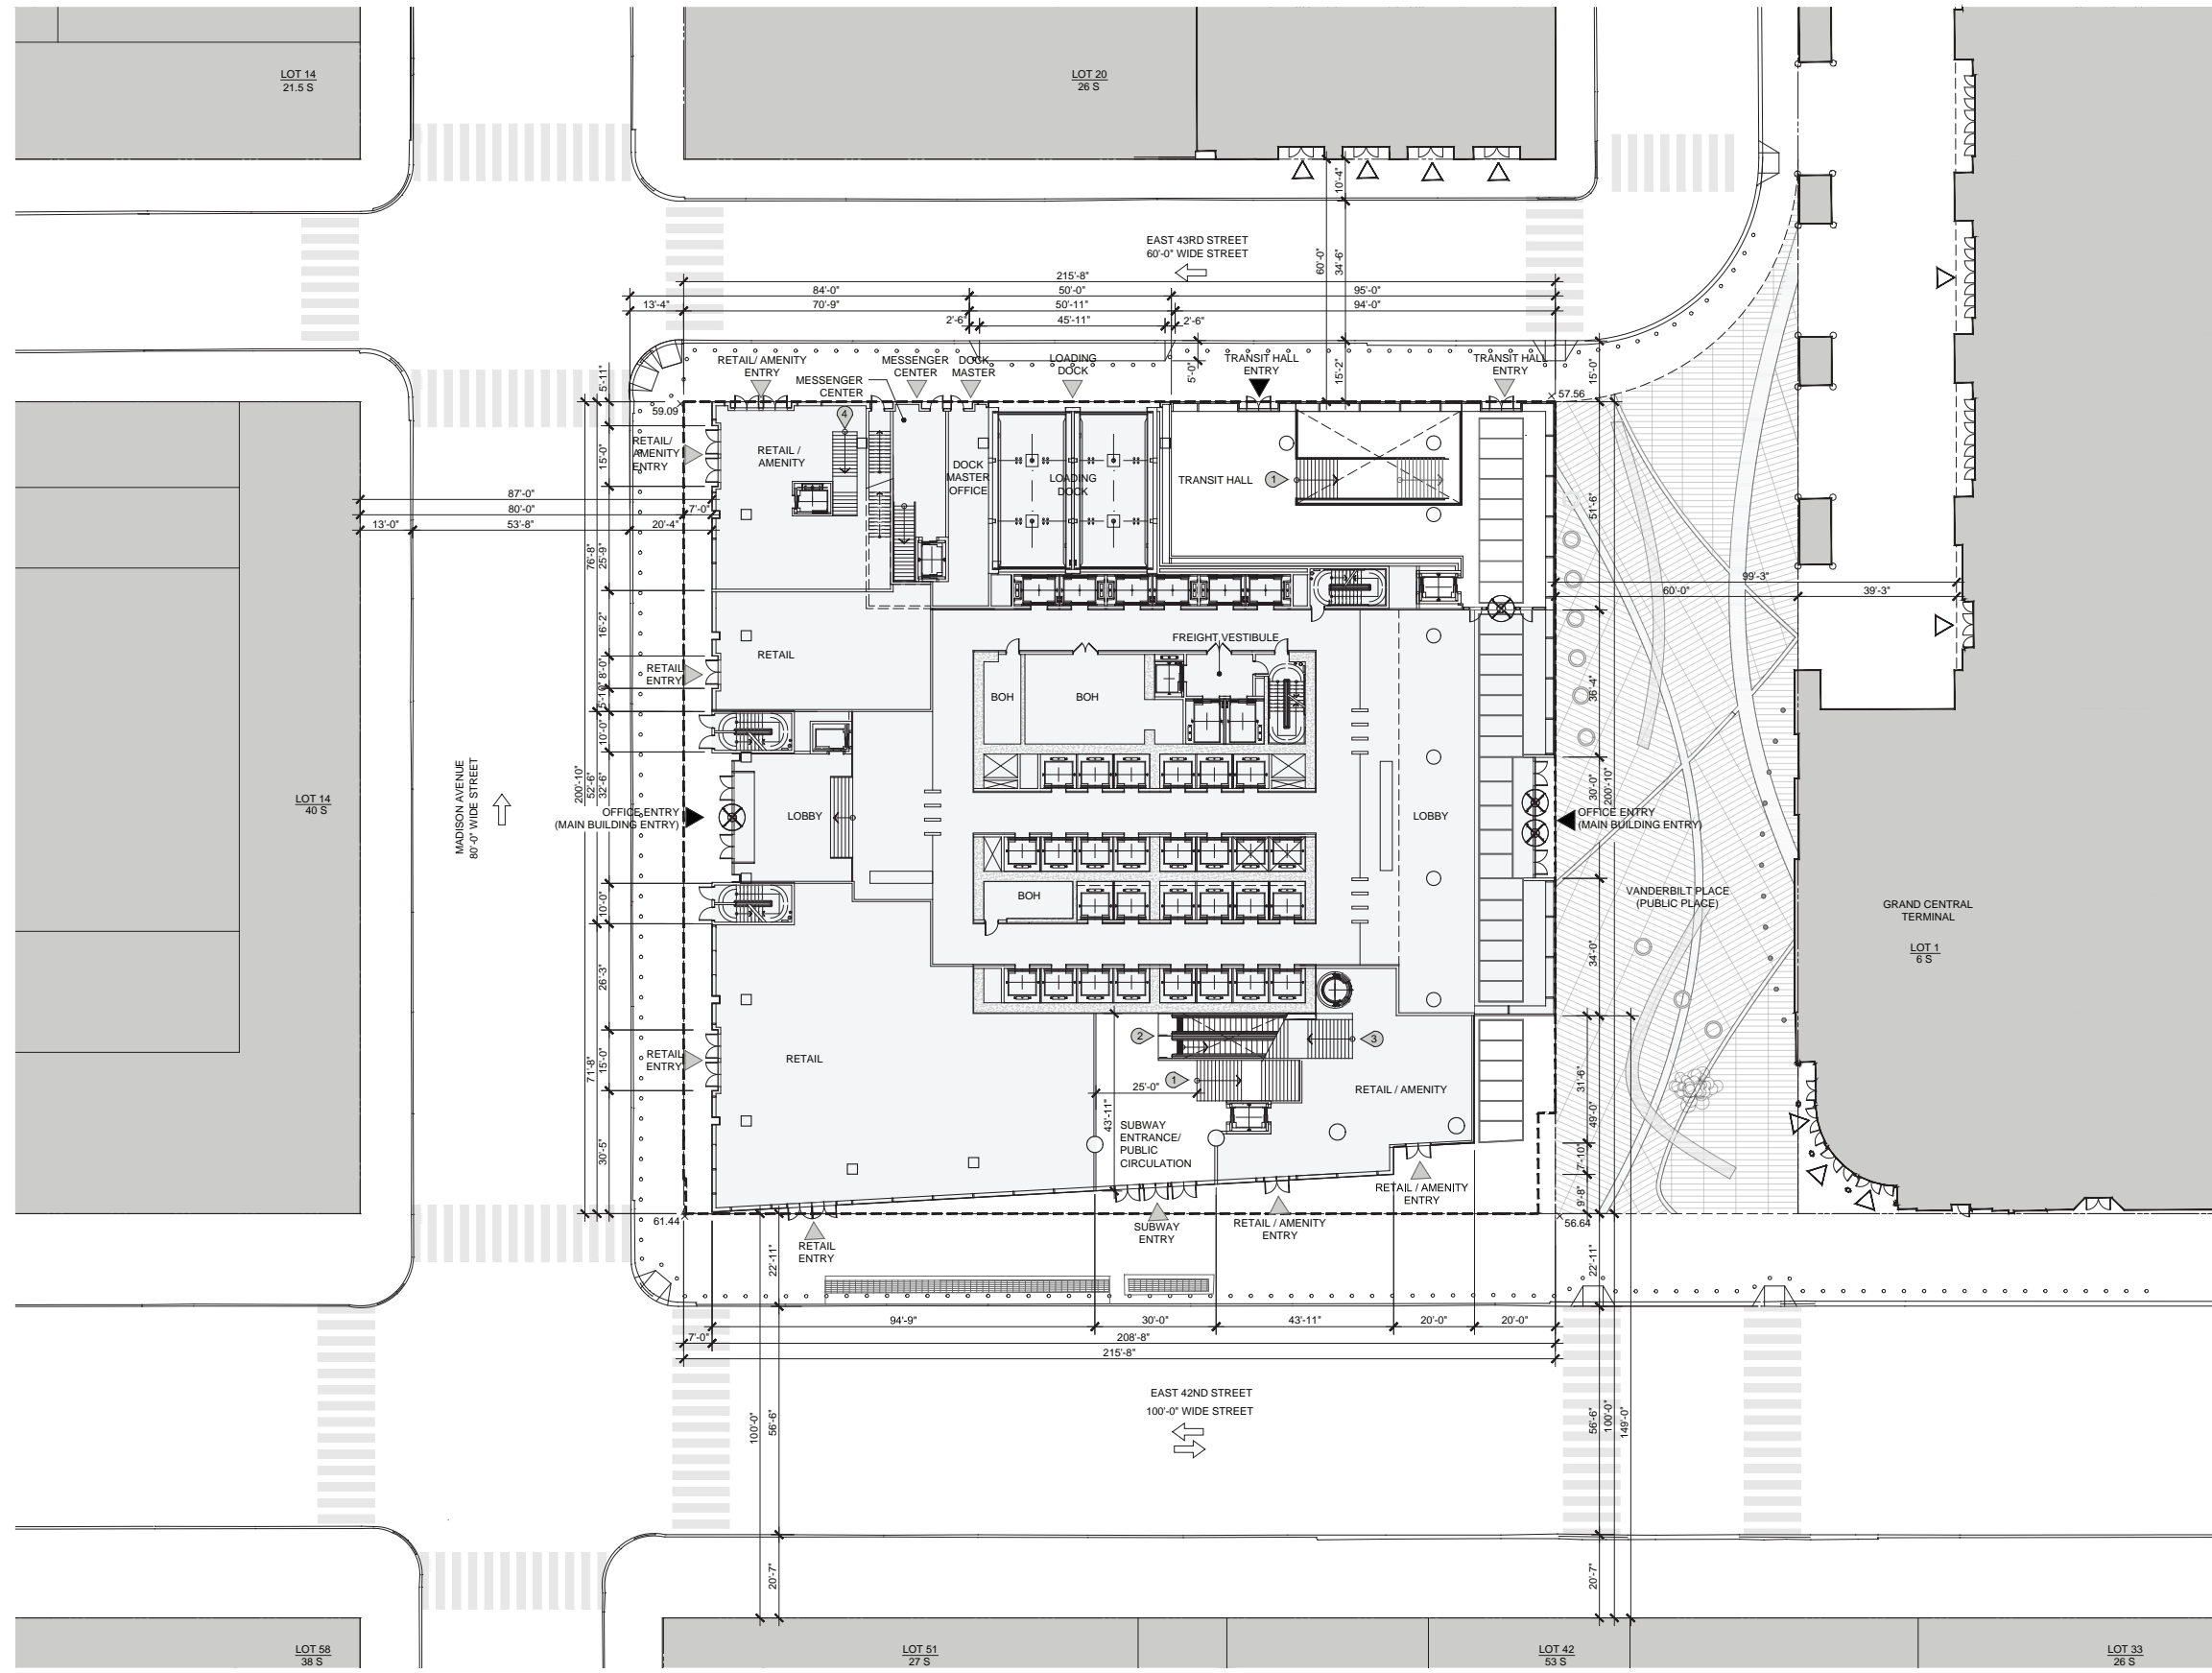 LOT 14
21.5 S
LOT 20
26 S
EAST 43RD STREET
60'-0" WIDE STREET
60'-0"
34'-6"
10'-4"
215'-8"
84'-0"
50'-0"
95'-0"
13'-4"
70'-9"
50'-11"
94'-0"
2'-6"
45'-11"
2'-6"
RETAIL/ AMENITY
ENTRY
MESSENGER
CENTER
DOCK
MASTER
LOADING
DOCK
TRANSIT HALL
ENTRY
TRANSIT HALL
ENTRY
MESSENGER
CENTER
5'-0"
15'-2"
15'-0"
5'-11"
59.09
57.56
4
RETAIL/
AMENITY
ENTRY
RETAIL /
AMENITY
15'-0"
DOCK
MASTER
OFFICE
LOADING
DOCK
TRANSIT HALL
1
51'-6"
87'-0"
80'-0"
7'-0"
13'-0"
53'-8"
20'-4"
76'-8"
25'-9"
99'-3"
60'-0"
39'-3"
16'-2"
FREIGHT VESTIBULE
RETAIL
RETAIL
ENTRY
8'-0"
BOH
BOH
36'-4"
10'-0"
MADISON AVENUE
80'-0" WIDE STREET
200'-10"
52'-6"
32'-6"
30'-0"
200'-10"
LOT 14
40 S
OFFICE ENTRY
(MAIN BUILDING ENTRY)
LOBBY
LOBBY
OFFICE ENTRY
(MAIN BUILDING ENTRY)
BOH
10'-0"
VANDERBILT PLACE
(PUBLIC PLACE)
GRAND CENTRAL
TERMINAL
LOT 1
6 S
34'-0"
26'-3"
2
3
RETAIL
ENTRY
RETAIL
71'-8"
15'-0"
1
25'-0"
RETAIL / AMENITY
31'-6"
49'-0"
43'-11"
SUBWAY
ENTRANCE/
PUBLIC
CIRCULATION
30'-5"
7'-10"
RETAIL / AMENITY
ENTRY
9'-8"
61.44
56.64
RETAIL
ENTRY
SUBWAY
ENTRY
RETAIL / AMENITY
ENTRY
22'-11"
22'-11"
94'-9"
30'-0"
43'-11"
20'-0"
20'-0"
7'-0"
208'-8"
215'-8"
EAST 42ND STREET
100'-0" WIDE STREET
100'-0"
56'-6"
56'-6"
100'-0"
149'-0"
20'-7"
20'-7"
LOT 58
38 S
LOT 51
27 S
LOT 42
53 S
LOT 33
26 S